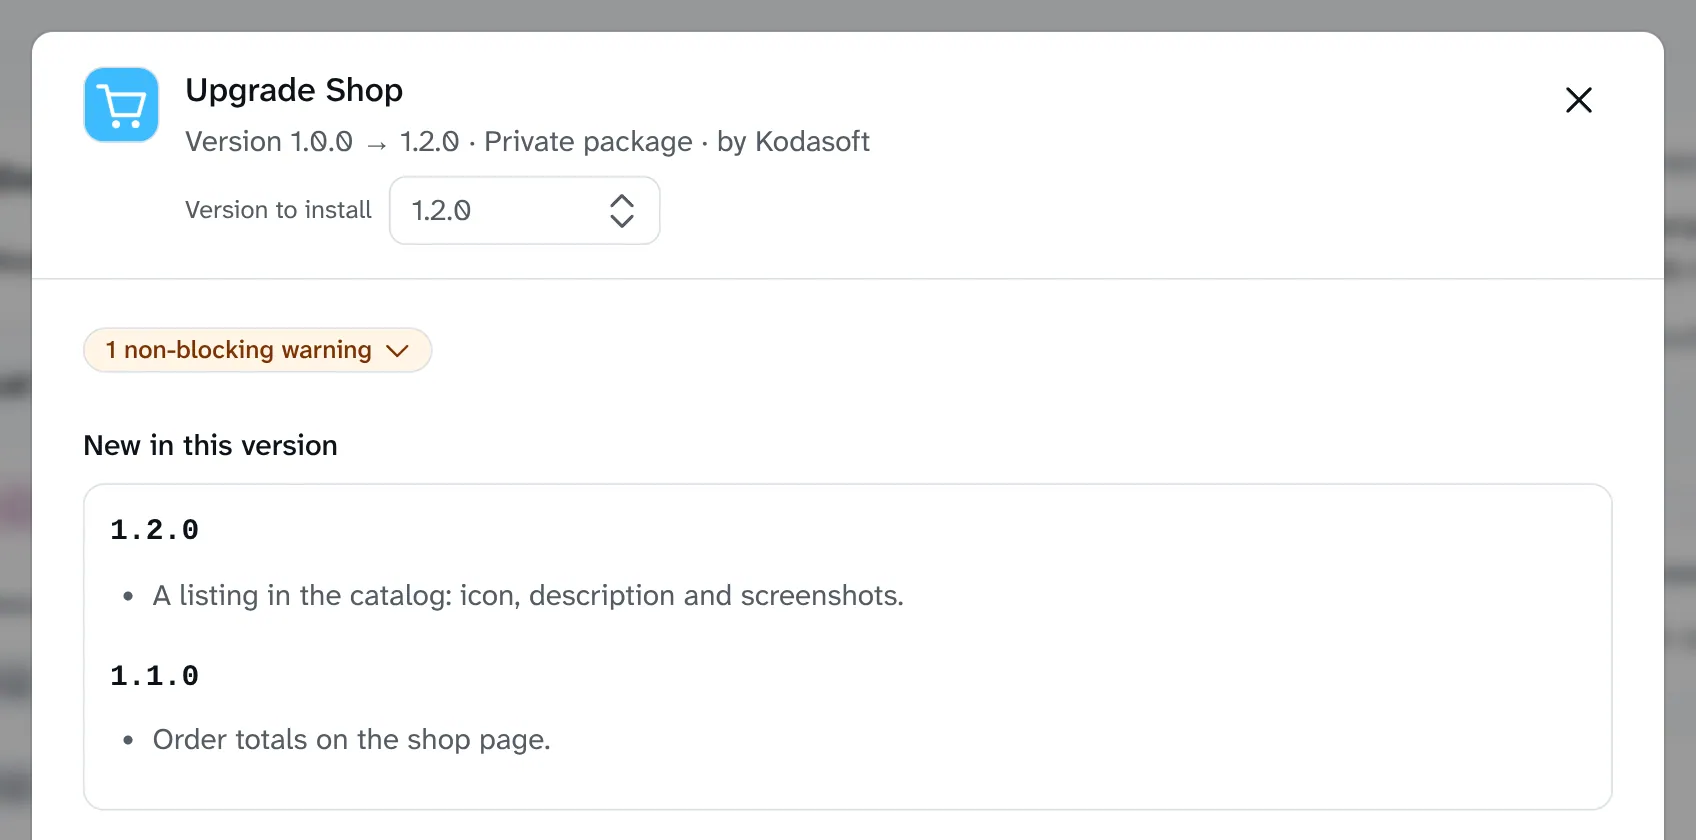 Upgrade Shop
Version 1.0.0 → 1.2.0 · Private package · by Kodasoft
Version to install 1.2.0
1 non-blocking warning
New in this version
1.2.0
• A listing in the catalog: icon, description and screenshots.
1.1.0
• Order totals on the shop page.